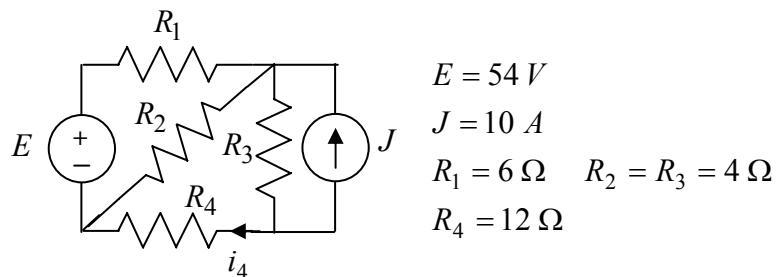 R₁
E = 54 V
R₂
J = 10 A
E
+
−
R₃
J
R₁ = 6 Ω R₂ = R₃ = 4 Ω
R₄
R₄ = 12 Ω
i₄